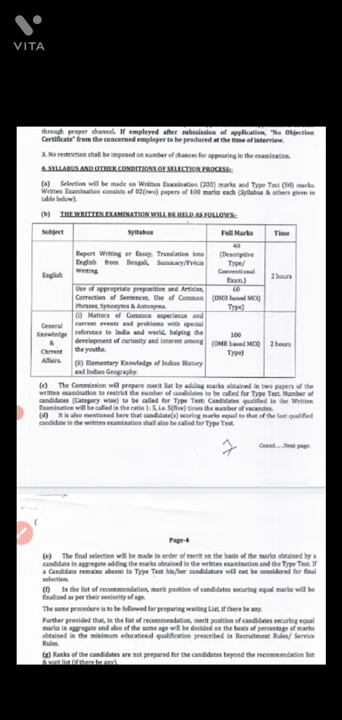 VITA
through proper channel. If employed after submission of application, "No Objection
Certificate" from the concerned employer to be produced at the time of interview.
3. No restriction shall be imposed on number of chances for appearing in the examination.
4. SYLLABUS AND OTHER CONDITIONS OF SELECTION PROCESS:-
(a) Selection will be made on Written Examination (200) marks and Type Test (50) marks.
Written Examination consists of 02(two) papers of 100 marks each (Syllabus & others given in
table below).
(b) THE WRITTEN EXAMINATION WILL BE HELD AS FOLLOWS:-
Subject Syllabus Full Marks Time
English
Report Writing or Essay, Translation into
English from Bengali, Summary/Précis
Writing.
40
(Descriptive
Type/
Conventional
Exam.)
2 hours
Use of appropriate preposition and Articles,
Correction of Sentences, Use of Common
Phrases, Synonyms & Antonyms.
60
(OMR based MCQ
Type)
General
Knowledge
&
Current
Affairs.
(i) Matters of Common experience and
current events and problems with special
reference to India and world, helping the
development of curiosity and interest among
the youths.
(ii) Elementary Knowledge of Indian History
and Indian Geography.
100
(OMR based MCQ
Type)
2 hours
(c) The Commission will prepare merit list by adding marks obtained in two papers of the
written examination to restrict the number of candidates to be called for Type Test. Number of
candidates (Category wise) to be called for Type Test: Candidates qualified in the Written
Examination will be called in the ratio 1: 5, i.e. 5(five) times the number of vacancies.
(d) It is also mentioned here that candidate(s) scoring marks equal to that of the last qualified
candidate in the written examination shall also be called for Type Test.
Contd.....Next page.
Page-4
(e) The final selection will be made in order of merit on the basis of the marks obtained by a
candidate in aggregate adding the marks obtained in the written examination and the Type Test. If
a Candidate remains absent in Type Test his/her candidature will not be considered for final
selection.
(f) In the list of recommendation, merit position of candidates securing equal marks will be
finalized as per their seniority of age.
The same procedure is to be followed for preparing waiting List, if there be any.
Further provided that, in the list of recommendation, merit position of candidates securing equal
marks in aggregate and also of the same age will be decided on the basis of percentage of marks
obtained in the minimum educational qualification prescribed in Recruitment Rules/ Service
Rules.
(g) Ranks of the candidates are not prepared for the candidates beyond the recommendation list
& wait list (if there be any).